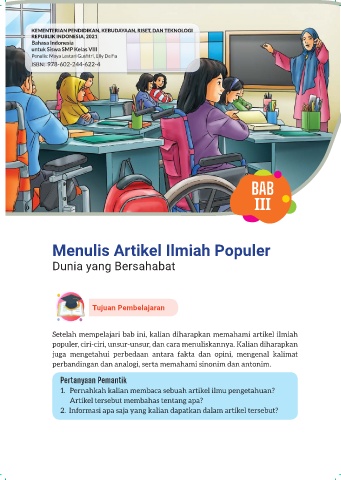 KEMENTERIAN PENDIDIKAN, KEBUDAYAAN, RISET, DAN TEKNOLOGI
REPUBLIK INDONESIA, 2021
Bahasa Indonesia
untuk Siswa SMP Kelas VIII
Penulis: Maya Lestari Gusfitri, Elly Delfia
ISBN: 978-602-244-622-4
BAB
III
Menulis Artikel Ilmiah Populer
Dunia yang Bersahabat
Tujuan Pembelajaran
Setelah mempelajari bab ini, kalian diharapkan memahami artikel ilmiah
populer, ciri-ciri, unsur-unsur, dan cara menuliskannya. Kalian diharapkan
juga mengetahui perbedaan antara fakta dan opini, mengenal kalimat
perbandingan dan analogi, serta memahami sinonim dan antonim.
Pertanyaan Pemantik
1. Pernahkah kalian membaca sebuah artikel ilmu pengetahuan?
Artikel tersebut membahas tentang apa?
2. Informasi apa saja yang kalian dapatkan dalam artikel tersebut?